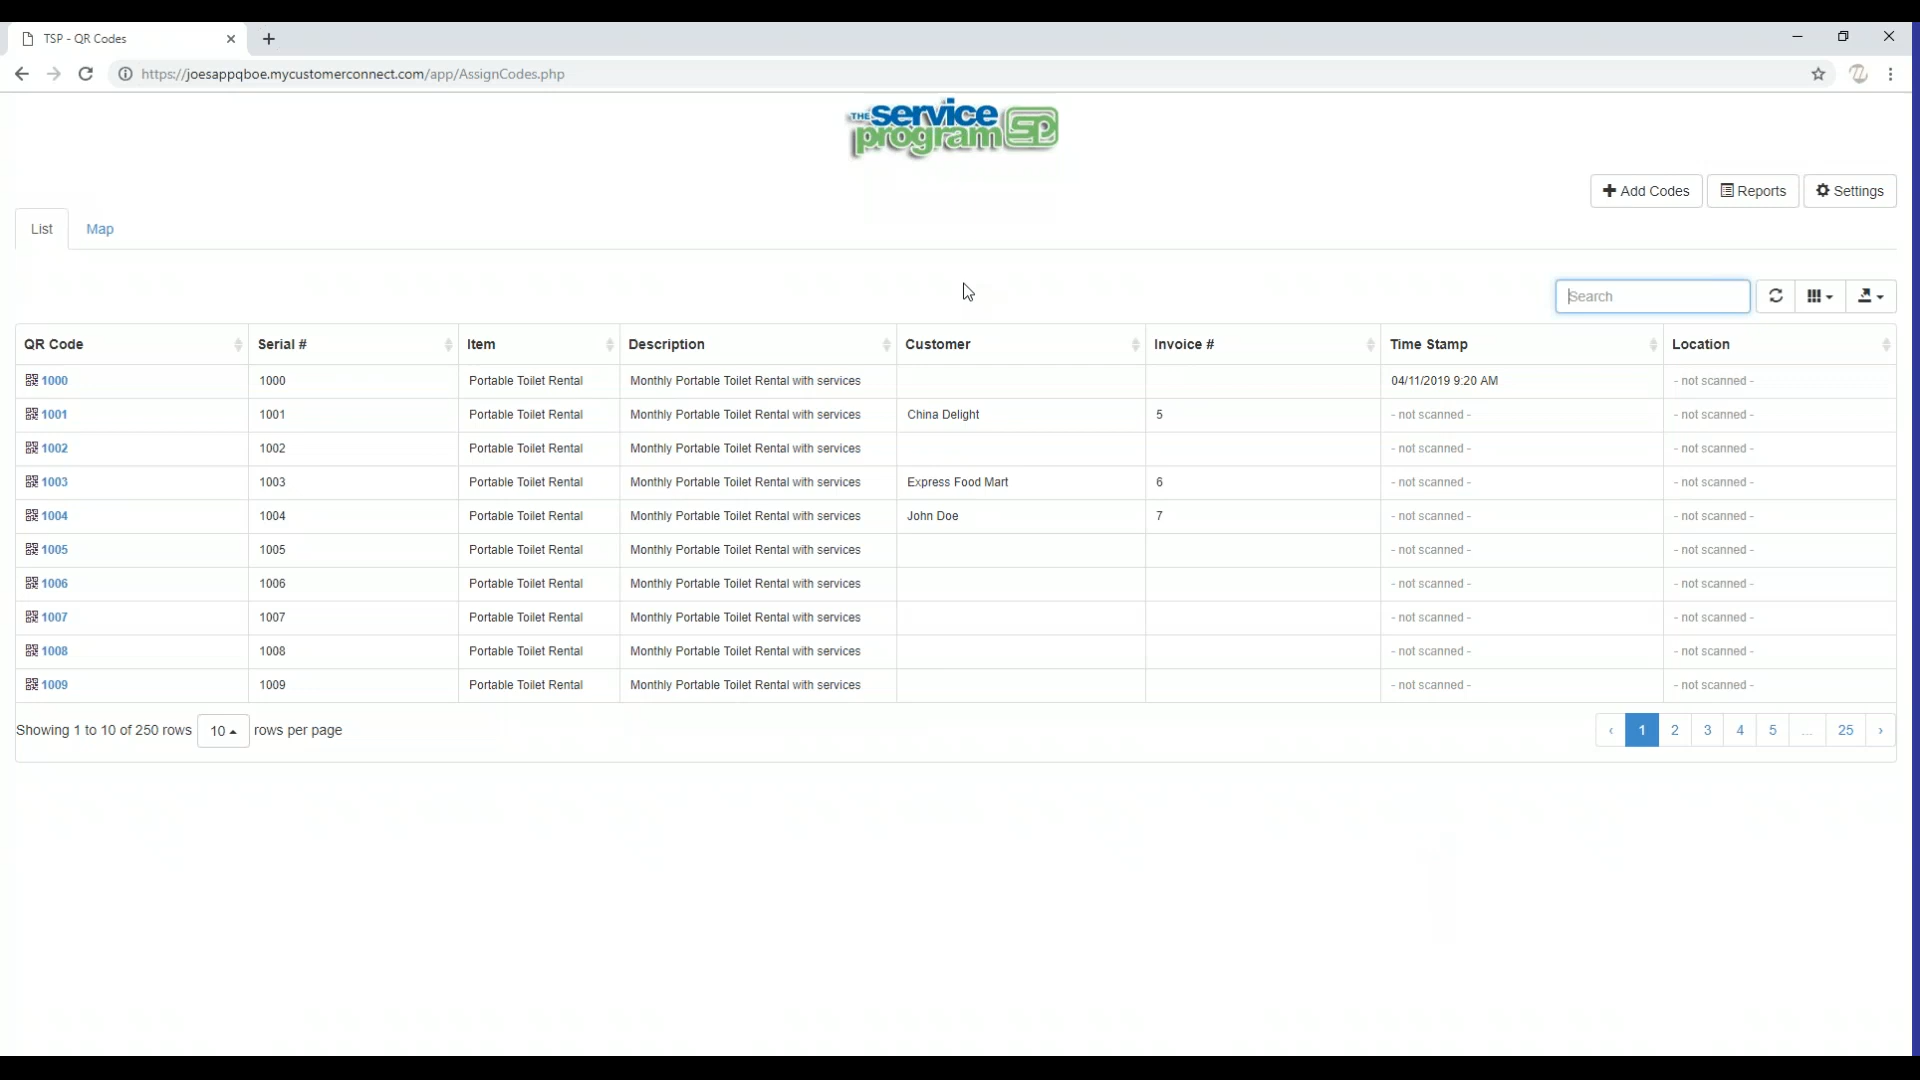 TSP - QR Codes
https://joesappqboe.mycustomerconnect.com/app/AssignCodes.php
THE service program SP
Add Codes Reports Settings
List Map
Search
QR Code Serial # Item Description Customer Invoice # Time Stamp Location
1000 1000 Portable Toilet Rental Monthly Portable Toilet Rental with services 04/11/2019 9:20 AM - not scanned -
1001 1001 Portable Toilet Rental Monthly Portable Toilet Rental with services China Delight 5 - not scanned - - not scanned -
1002 1002 Portable Toilet Rental Monthly Portable Toilet Rental with services - not scanned - - not scanned -
1003 1003 Portable Toilet Rental Monthly Portable Toilet Rental with services Express Food Mart 6 - not scanned - - not scanned -
1004 1004 Portable Toilet Rental Monthly Portable Toilet Rental with services John Doe 7 - not scanned - - not scanned -
1005 1005 Portable Toilet Rental Monthly Portable Toilet Rental with services - not scanned - - not scanned -
1006 1006 Portable Toilet Rental Monthly Portable Toilet Rental with services - not scanned - - not scanned -
1007 1007 Portable Toilet Rental Monthly Portable Toilet Rental with services - not scanned - - not scanned -
1008 1008 Portable Toilet Rental Monthly Portable Toilet Rental with services - not scanned - - not scanned -
1009 1009 Portable Toilet Rental Monthly Portable Toilet Rental with services - not scanned - - not scanned -
Showing 1 to 10 of 250 rows 10 rows per page ‹ 1 2 3 4 5 ... 25 ›